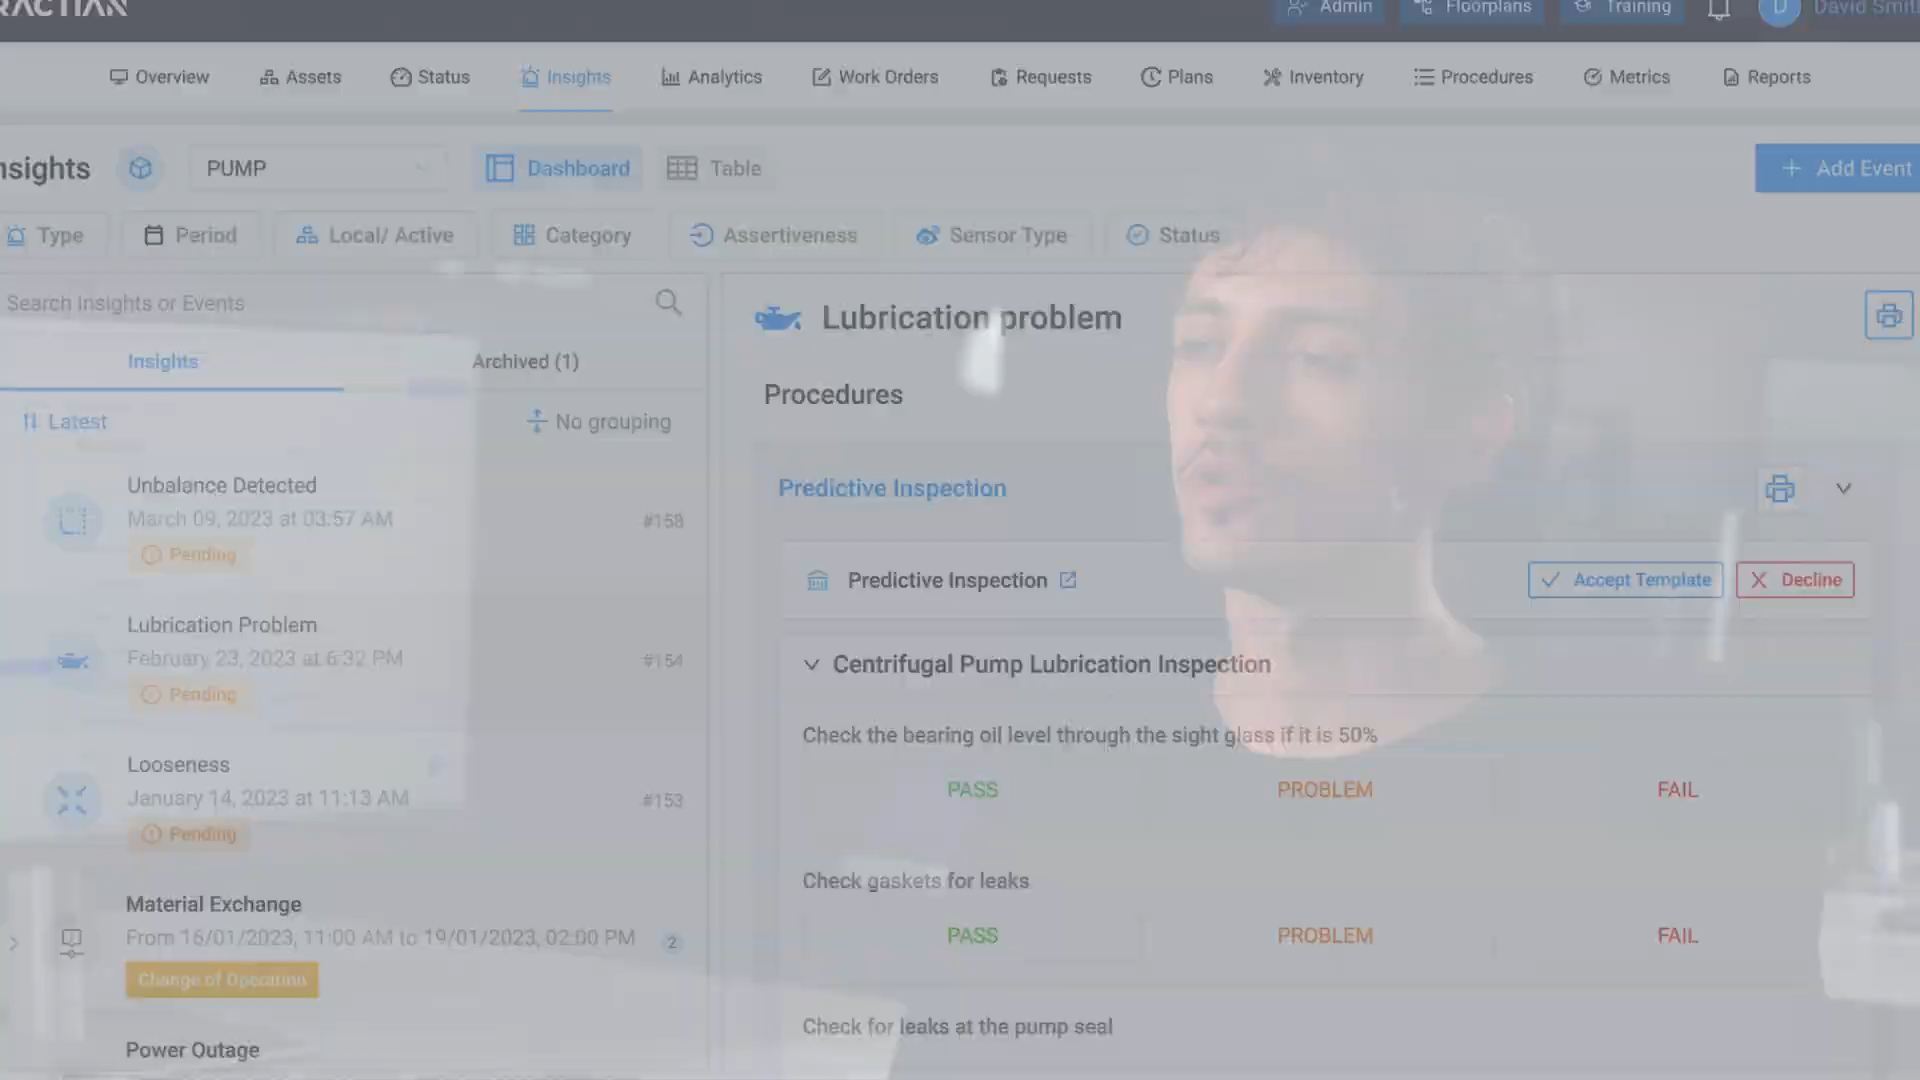 Admin Floorplans Training David Smith
Overview Assets Status Insights Analytics Work Orders Requests Plans Inventory Procedures Metrics Reports
nsights PUMP Dashboard Table + Add Event
Type Period Local/ Active Category Assertiveness Sensor Type Status
Search Insights or Events
Lubrication problem
Insights Archived (1)
Procedures
Latest No grouping
Predictive Inspection
Unbalance Detected
March 09, 2023 at 03:57 AM #158
Pending
Predictive Inspection Accept Template Decline
Lubrication Problem
February 23, 2023 at 6:32 PM #154
Pending
Centrifugal Pump Lubrication Inspection
Check the bearing oil level through the sight glass if it is 50%
PASS PROBLEM FAIL
Looseness
January 14, 2023 at 11:13 AM #153
Pending
Check gaskets for leaks
PASS PROBLEM FAIL
Material Exchange
From 16/01/2023, 11:00 AM to 19/01/2023, 02:00 PM 2
Change of Operation
Check for leaks at the pump seal
Power Outage